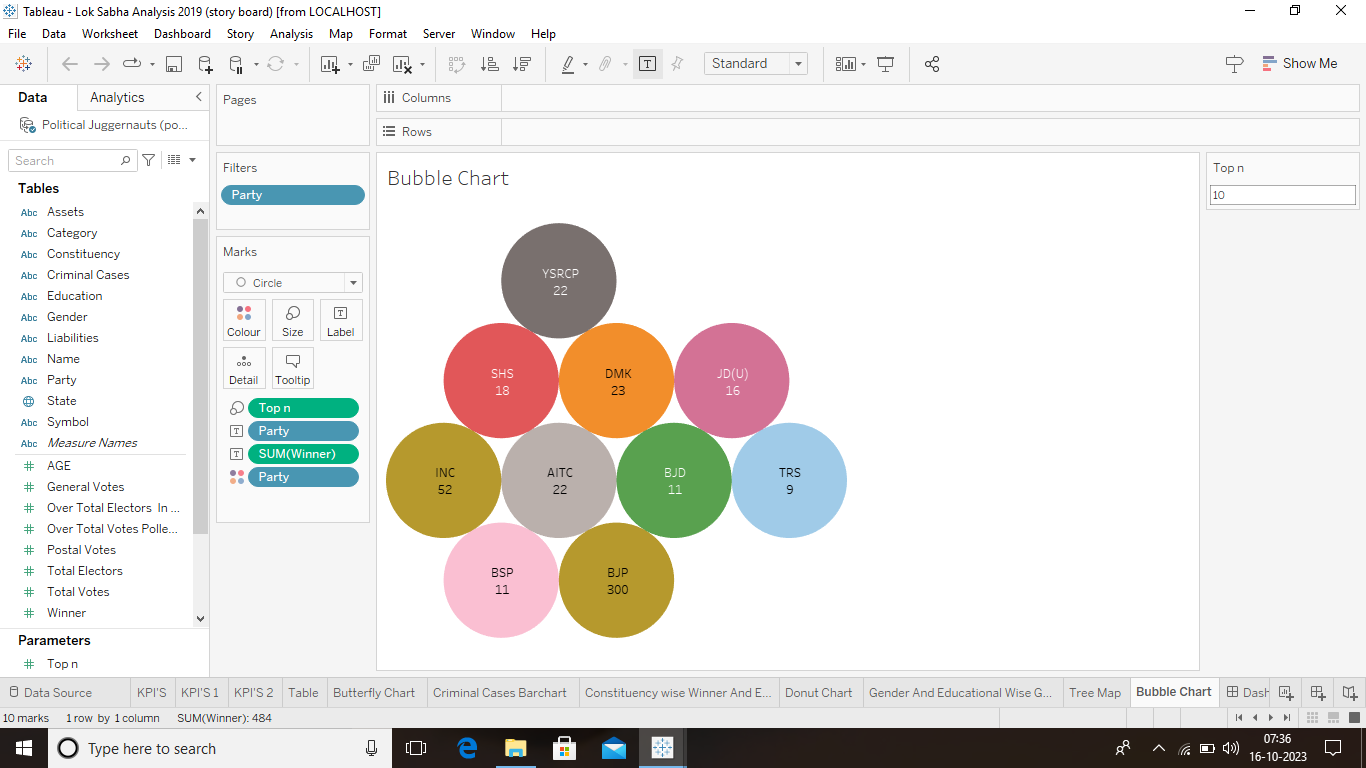 Tableau - Lok Sabha Analysis 2019 (story board) [from LOCALHOST]
File Data Worksheet Dashboard Story Analysis Map Format Server Window Help
Standard
Show Me
Data Analytics
Political Juggernauts (po...
Search
Tables
Abc Assets
Abc Category
Abc Constituency
Abc Criminal Cases
Abc Education
Abc Gender
Abc Liabilities
Abc Name
Abc Party
State
Abc Symbol
Abc Measure Names
# AGE
# General Votes
# Over Total Electors In ...
# Over Total Votes Polle...
# Postal Votes
# Total Electors
# Total Votes
# Winner
Parameters
# Top n
Pages
Filters
Party
Marks
Circle
Colour Size Label
Detail Tooltip
Top n
Party
SUM(Winner)
Party
Columns
Rows
Bubble Chart
YSRCP
22
SHS
18
DMK
23
JD(U)
16
INC
52
AITC
22
BJD
11
TRS
9
BSP
11
BJP
300
Top n
10
Data Source KPI'S KPI'S 1 KPI'S 2 Table Butterfly Chart Criminal Cases Barchart Constituency wise Winner And E... Donut Chart Gender And Educational Wise G... Tree Map Bubble Chart Dash
10 marks 1 row by 1 column SUM(Winner): 484
Type here to search
07:36
16-10-2023